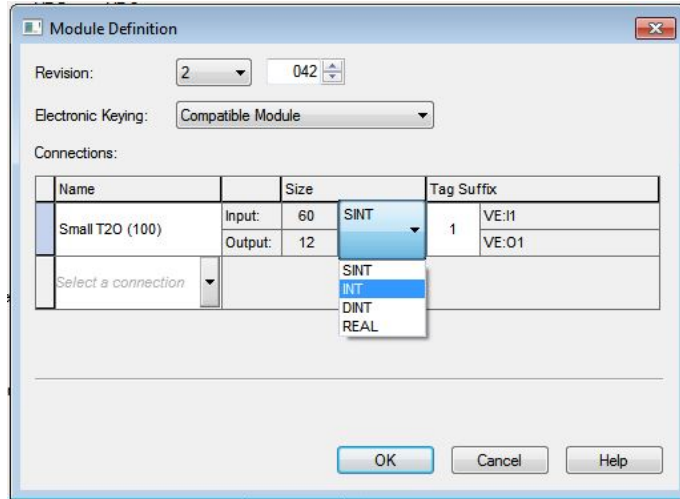 Module Definition
Revision: 2 042
Electronic Keying: Compatible Module
Connections:
Name Size Tag Suffix
Small T2O (100) Input: 60 SINT 1 VE:I1
Output: 12 VE:O1
Select a connection
SINT
INT
DINT
REAL
OK Cancel Help